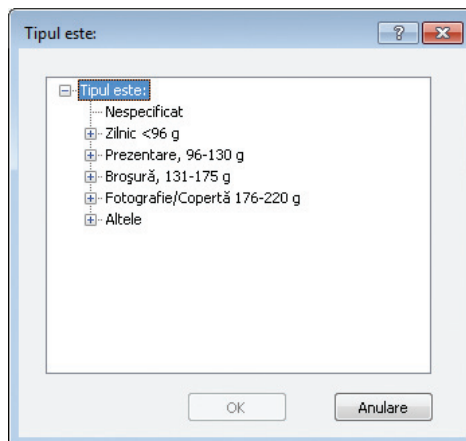 Tipul este:
Tipul este:
Nespecificat
Zilnic <96 g
Prezentare, 96-130 g
Broşură, 131-175 g
Fotografie/Copertă 176-220 g
Altele
OK
Anulare